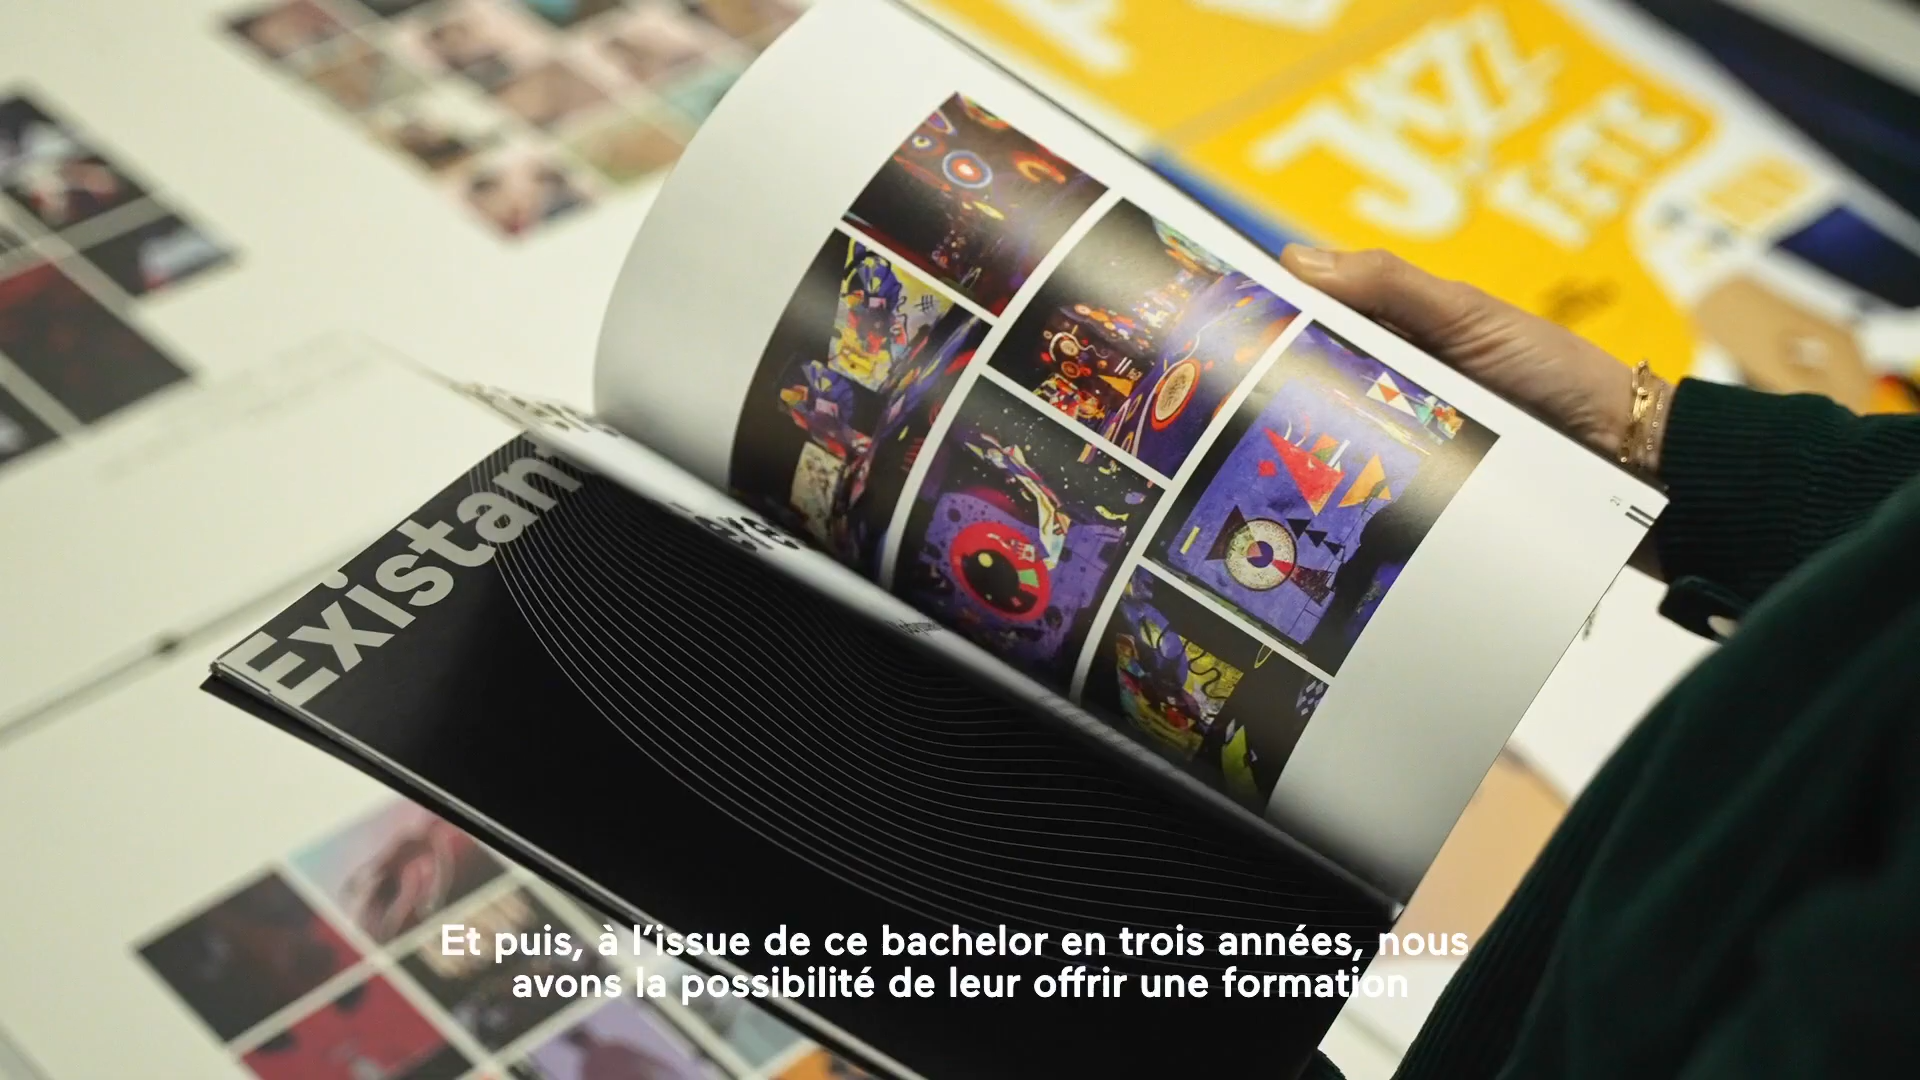 JAZZ
Existan
Et puis, à l'issue de ce bachelor en trois années, nous
avons la possibilité de leur offrir une formation